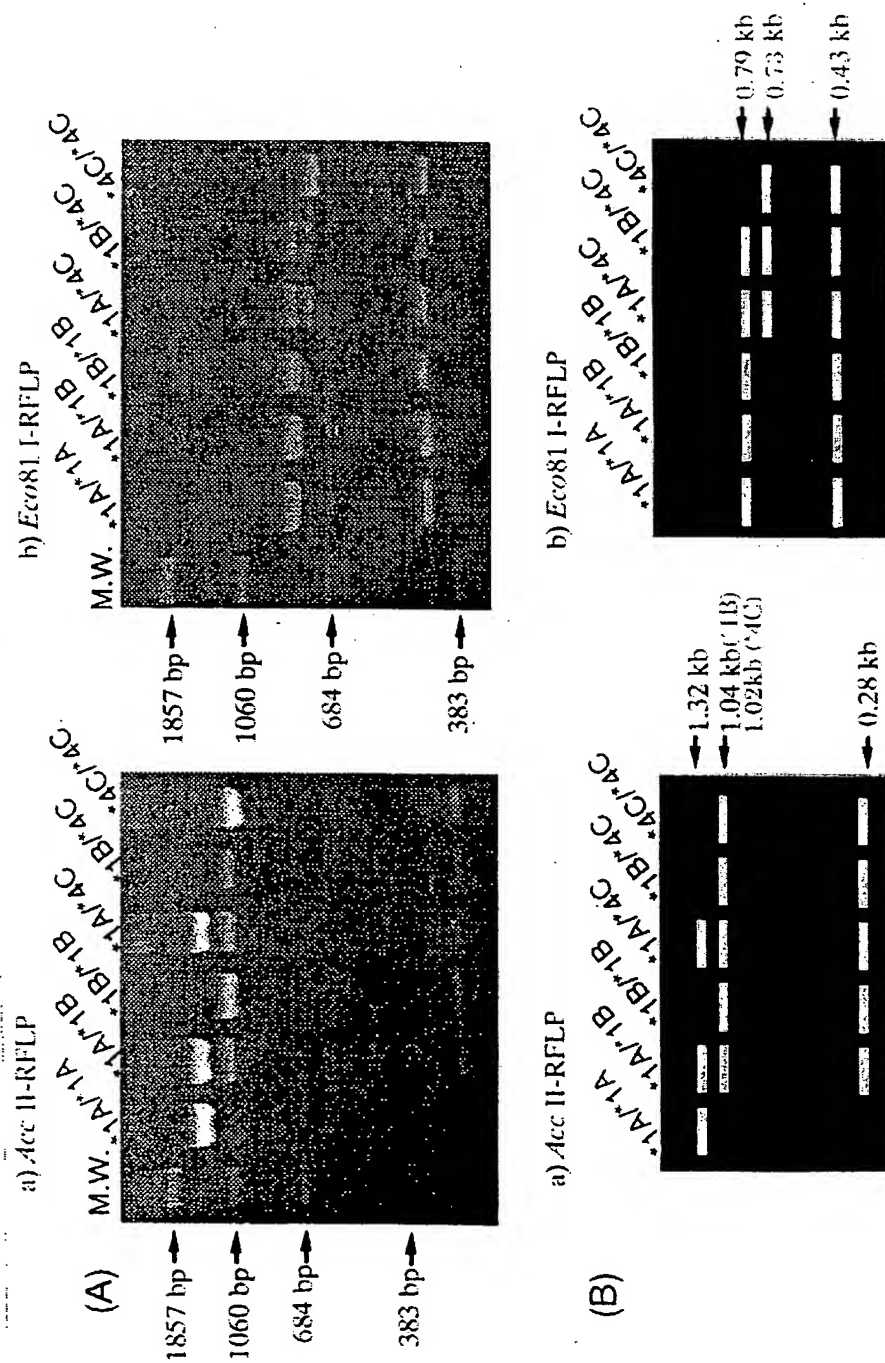 (A)
a) Acc II-RFLP
M.W.
*1A/*1A
*1A/*1B
*1B/*1B
*1A/*4C
*1B/*4C
*4C/*4C
1857 bp
1060 bp
684 bp
383 bp
b) Eco81 I-RFLP
M.W.
*1A/*1A
*1A/*1B
*1B/*1B
*1A/*4C
*1B/*4C
*4C/*4C
1857 bp
1060 bp
684 bp
383 bp
(B)
a) Acc II-RFLP
*1A/*1A
*1A/*1B
*1B/*1B
*1A/*4C
*1B/*4C
*4C/*4C
1.32 kb
1.04 kb(*1B)
1.02kb (*4C)
0.28 kb
b) Eco81 I-RFLP
*1A/*1A
*1A/*1B
*1B/*1B
*1A/*4C
*1B/*4C
*4C/*4C
0.79 kb
0.73 kb
0.43 kb